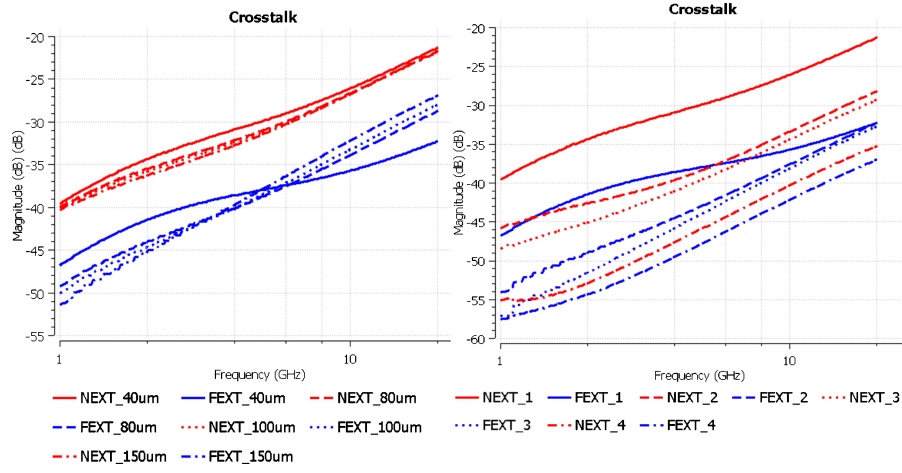 Crosstalk
-20
-25
-30
-35
-40
-45
-50
-55
Magnitude (dB) (dB)
1
10
Frequency (GHz)
NEXT_40um FEXT_40um NEXT_80um
FEXT_80um NEXT_100um FEXT_100um
NEXT_150um FEXT_150um
Crosstalk
-20
-25
-30
-35
-40
-45
-50
-55
-60
Magnitude (dB) (dB)
1
10
Frequency (GHz)
NEXT_1 FEXT_1 NEXT_2 FEXT_2 NEXT_3
FEXT_3 NEXT_4 FEXT_4